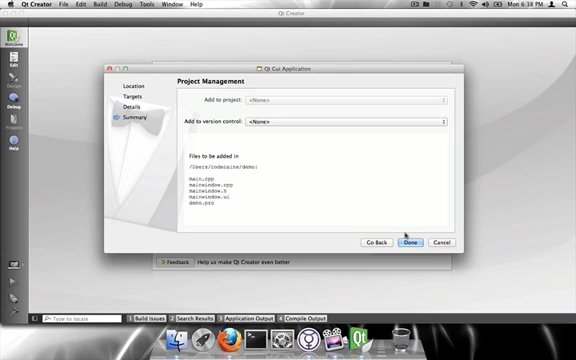 Qt Creator File Edit Build Debug Tools Window Help
Mon 6:38 PM
Qt Creator
Welcome
Edit
Design
Debug
Projects
Help
Qt Gui Application
Location
Targets
Details
Summary
Project Management
Add to project: <None>
Add to version control: <None>
Files to be added in
/Users/codecaine/demo:
main.cpp
mainwindow.cpp
mainwindow.h
mainwindow.ui
demo.pro
Go Back
Done
Cancel
Feedback
Help us make Qt Creator even better
Type to locate
1 Build Issues
2 Search Results
3 Application Output
4 Compile Output